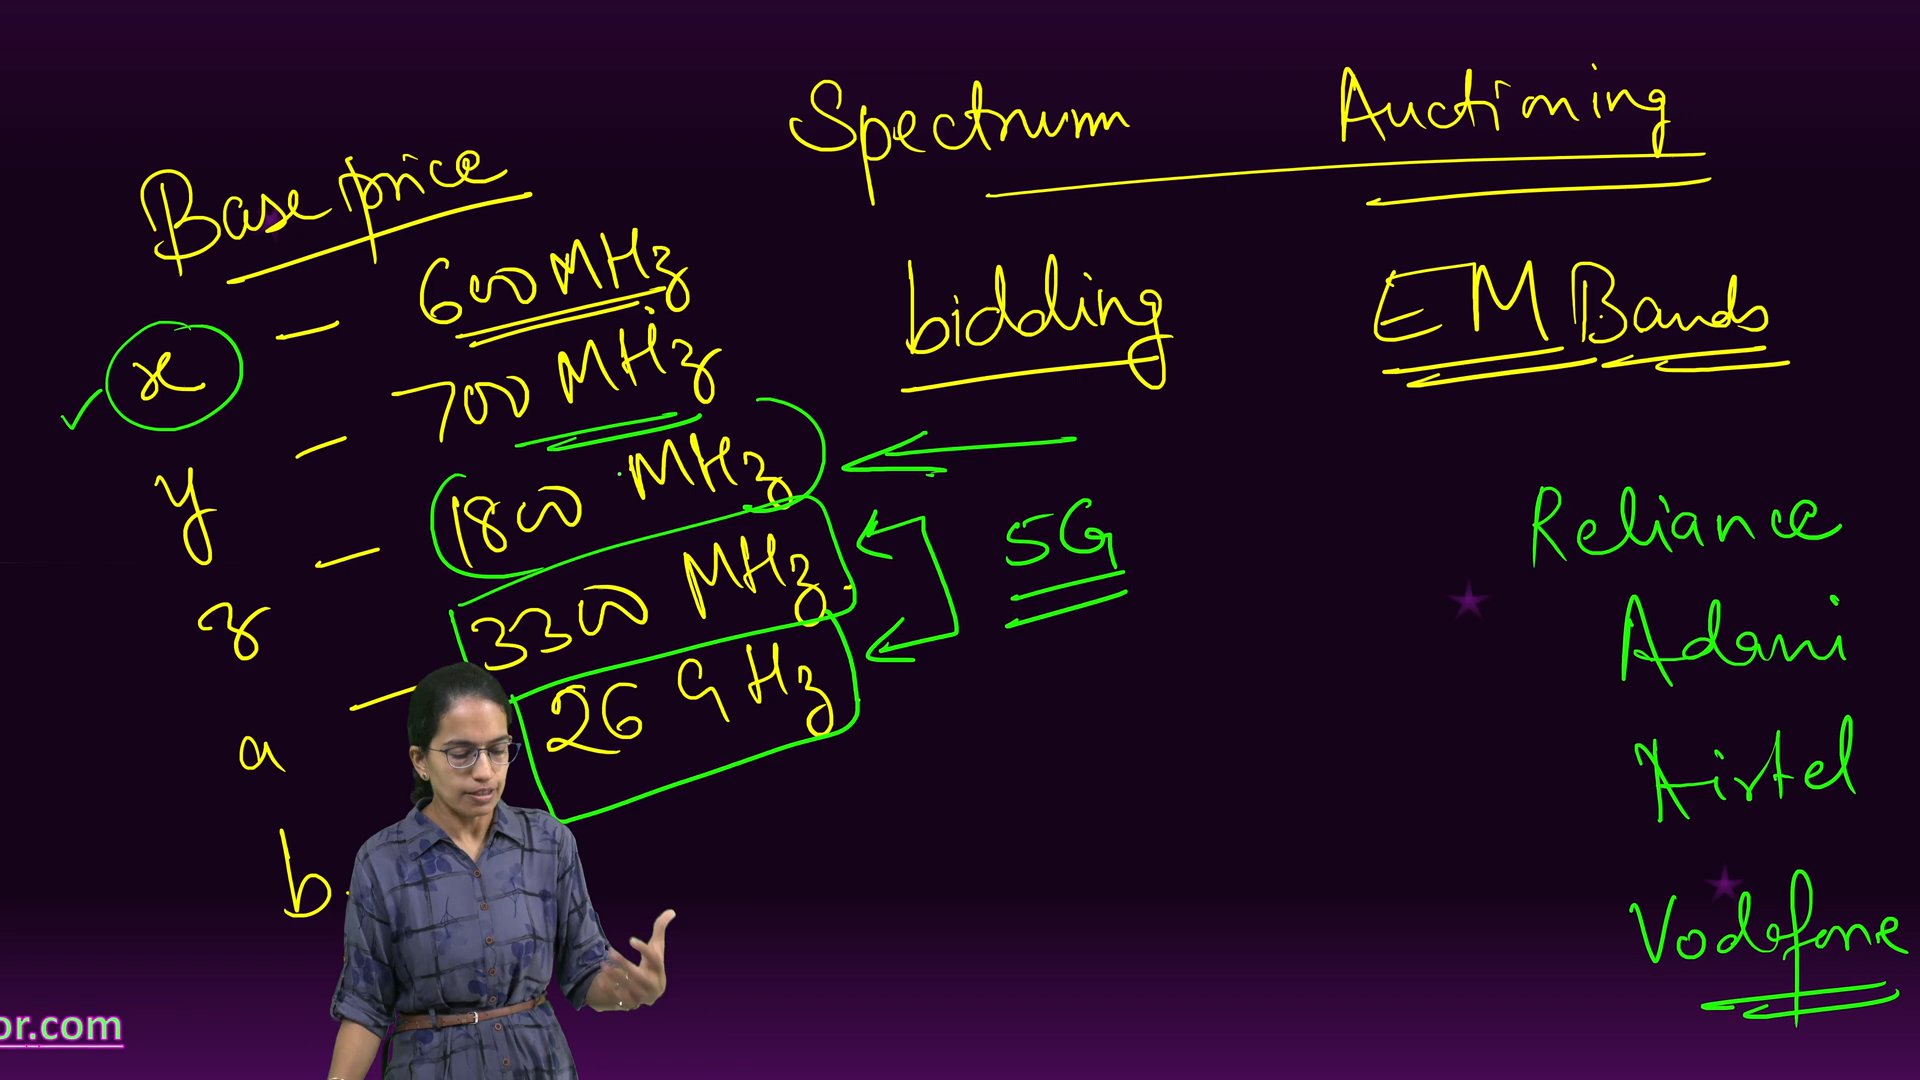 Spectrum Auctioning
Base price
bidding EM Bands
x - 600 MHz
y - 700 MHz
z - 1800 MHz
a - 3300 MHz
b. 26 GHz
5G
Reliance
Adani
Airtel
Vodafone
or.com